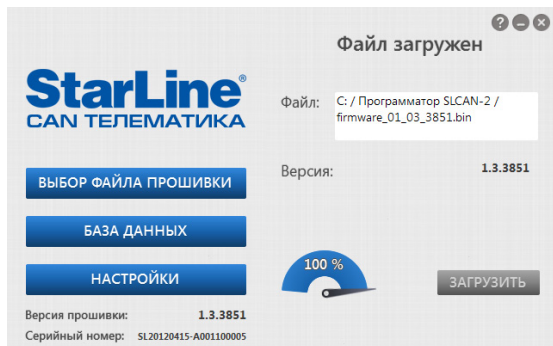 Файл загружен
StarLine®
CAN ТЕЛЕМАТИКА
Файл: C: / Программатор SLCAN-2 /
firmware_01_03_3851.bin
ВЫБОР ФАЙЛА ПРОШИВКИ
Версия: 1.3.3851
БАЗА ДАННЫХ
НАСТРОЙКИ
100 %
ЗАГРУЗИТЬ
Версия прошивки: 1.3.3851
Серийный номер: SL20120415-A001100005